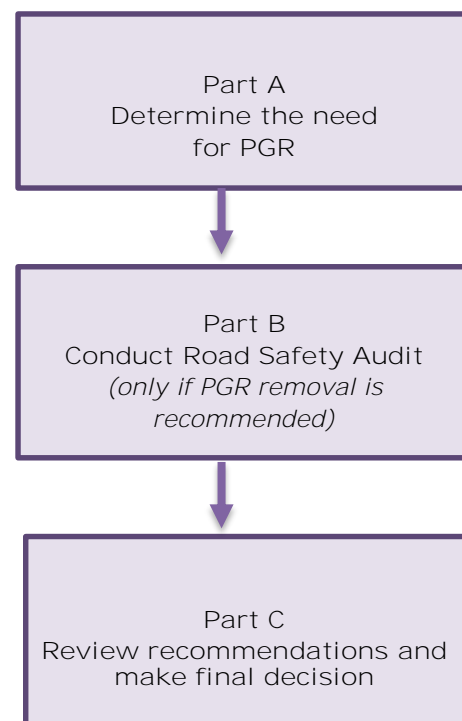 Part A
Determine the need
for PGR
Part B
Conduct Road Safety Audit
(only if PGR removal is
recommended)
Part C
Review recommendations and
make final decision